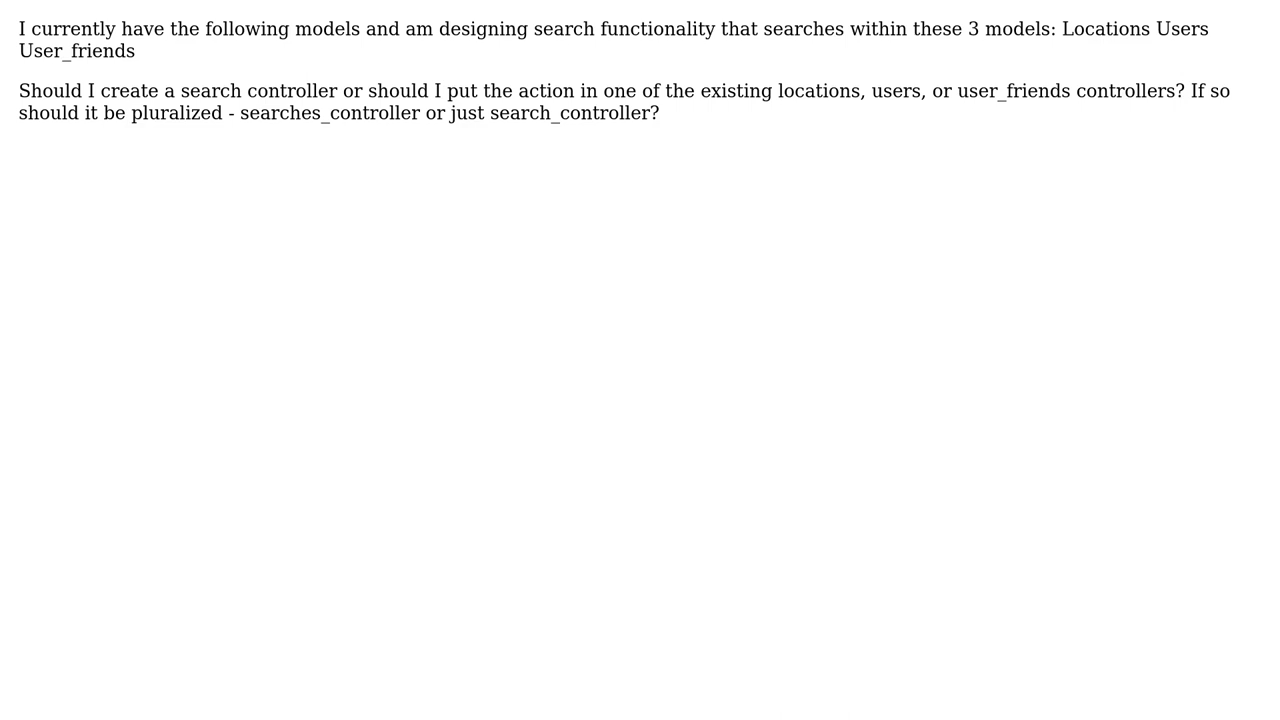 I currently have the following models and am designing search functionality that searches within these 3 models: Locations Users
User_friends
Should I create a search controller or should I put the action in one of the existing locations, users, or user_friends controllers? If so
should it be pluralized - searches_controller or just search_controller?